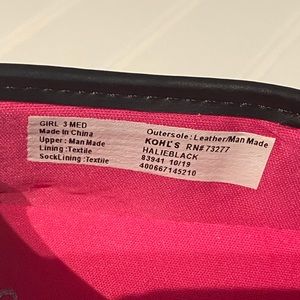 GIRL 3 MED
Made In China
Upper: Man Made
Lining: Textile
SockLining: Textile
Outersole: Leather/Man Made
KOHL'S RN# 73277
HALIEBLACK
83941 10/19
400667145210